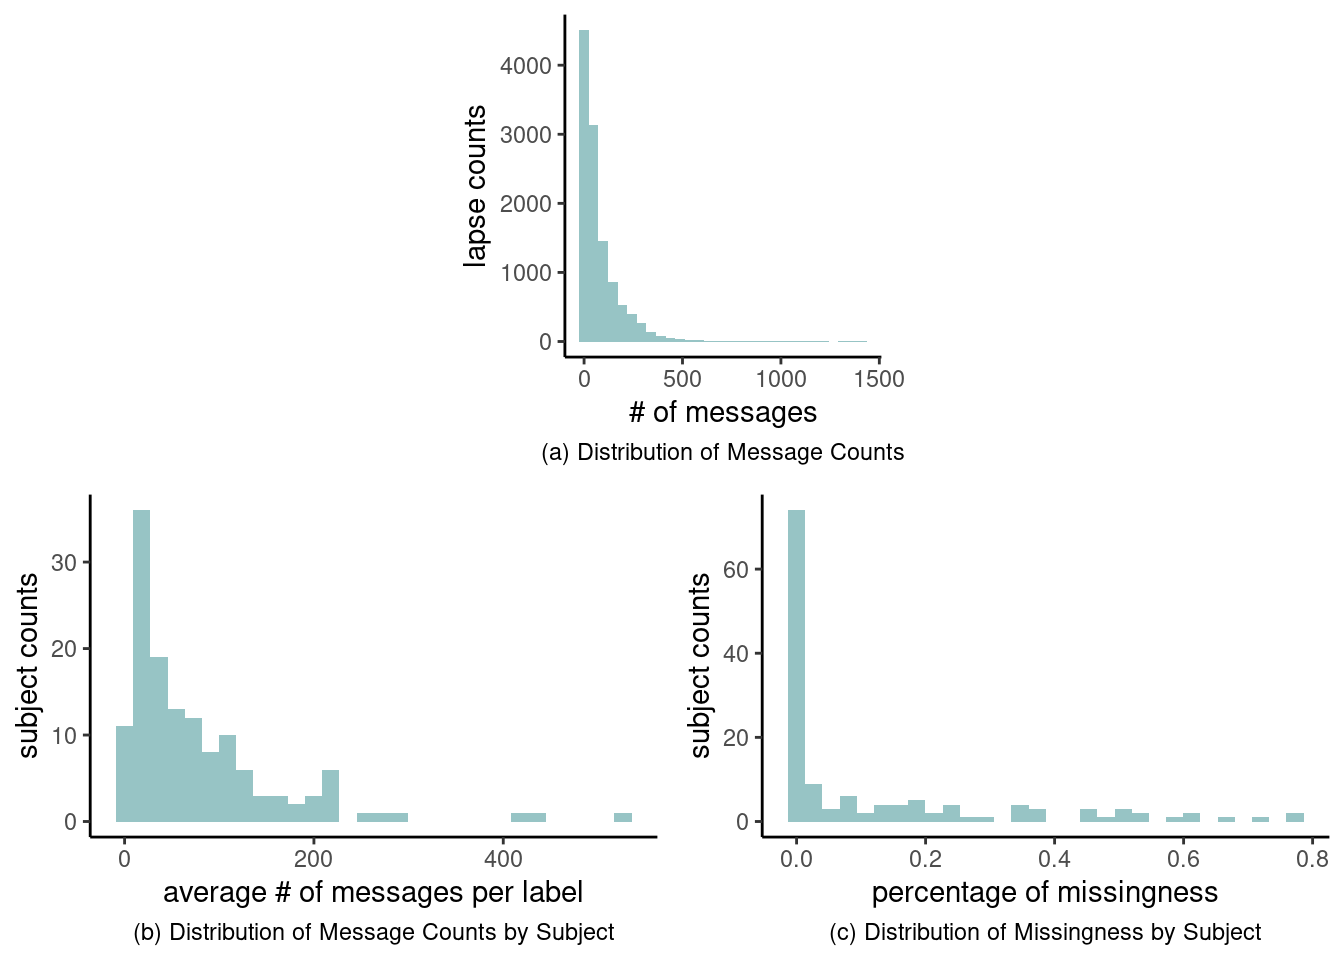 4000
3000
2000
1000
0
lapse counts
0 500 1000 1500
# of messages
(a) Distribution of Message Counts
30
20
10
0
subject counts
0 200 400
average # of messages per label
(b) Distribution of Message Counts by Subject
60
40
20
0
subject counts
0.0 0.2 0.4 0.6 0.8
percentage of missingness
(c) Distribution of Missingness by Subject